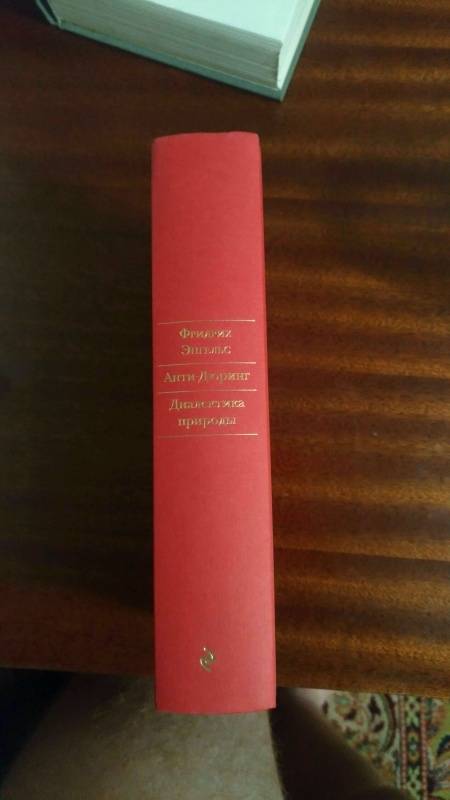 Фридрих
Энгельс
Анти-Дюринг
Диалектика
природы